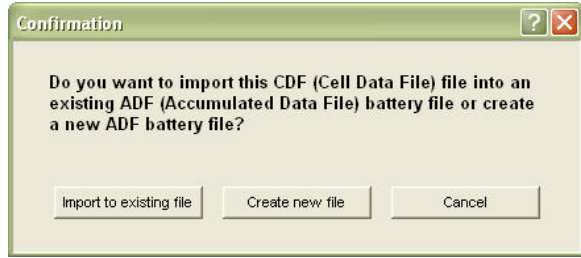 Confirmation
Do you want to import this CDF (Cell Data File) file into an
existing ADF (Accumulated Data File) battery file or create
a new ADF battery file?
Import to existing file Create new file Cancel